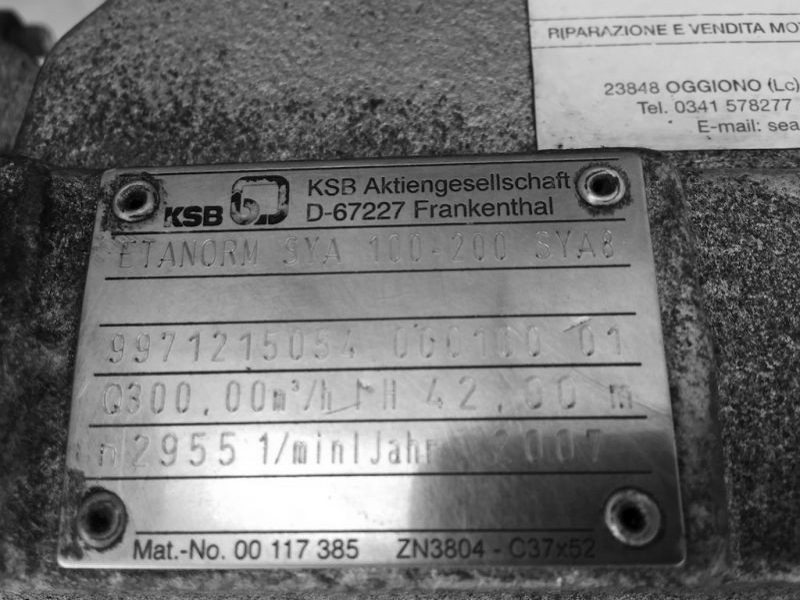 RIPARAZIONE E VENDITA MOT
23848 OGGIONO (Lc)
Tel. 0341 578277
E-mail: sea
KSB KSB Aktiengesellschaft
D-67227 Frankenthal
ETANORM SYA 100-200 SYA8
9971215054 000100 01
Q300,00m³/h H 42,00 m
n 2955 1/min Jahr 2007
Mat.-No. 00 117 385 ZN3804 - C37x52